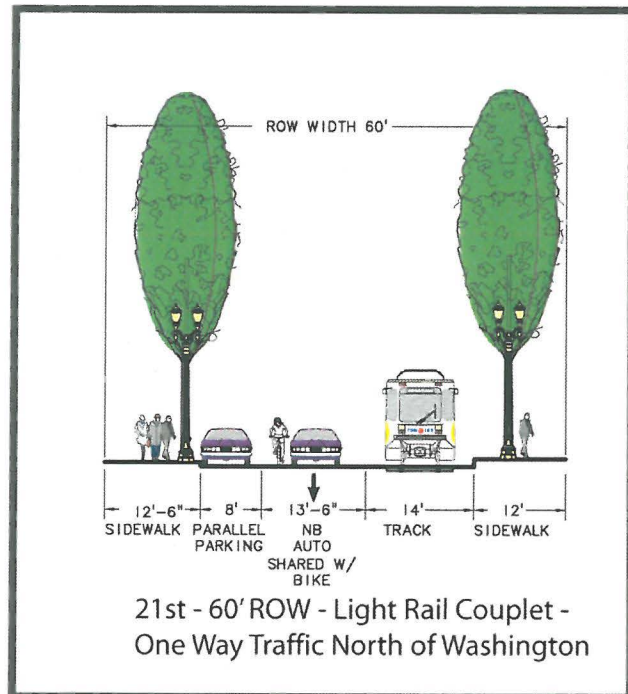 ROW WIDTH 60'
12'-6" 8' 13'-6" 14' 12'
SIDEWALK PARALLEL PARKING NB AUTO SHARED W/ BIKE TRACK SIDEWALK
21st - 60' ROW - Light Rail Couplet -
One Way Traffic North of Washington